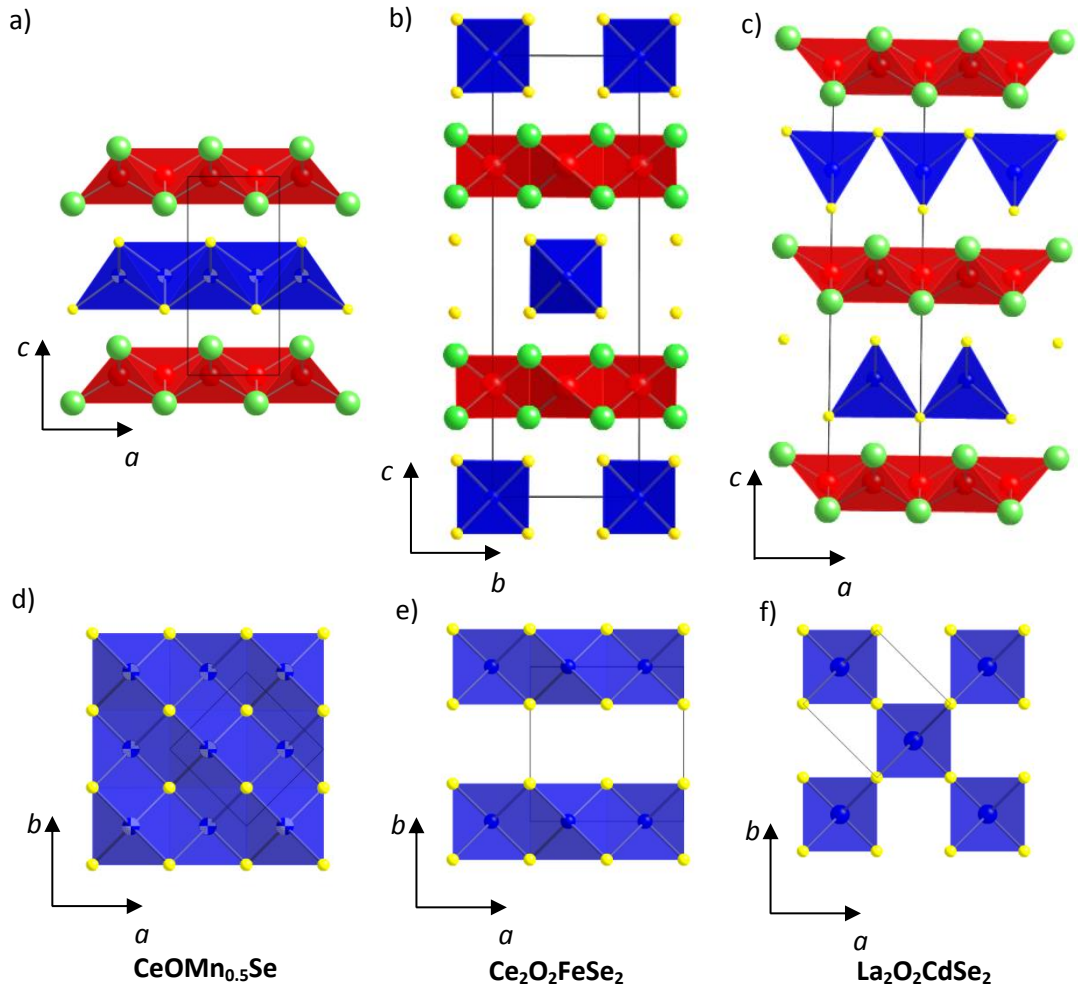 a)
b)
c)
c
a
c
b
c
a
d)
e)
f)
b
a
b
a
b
a
CeOMn₀.₅Se
Ce₂O₂FeSe₂
La₂O₂CdSe₂